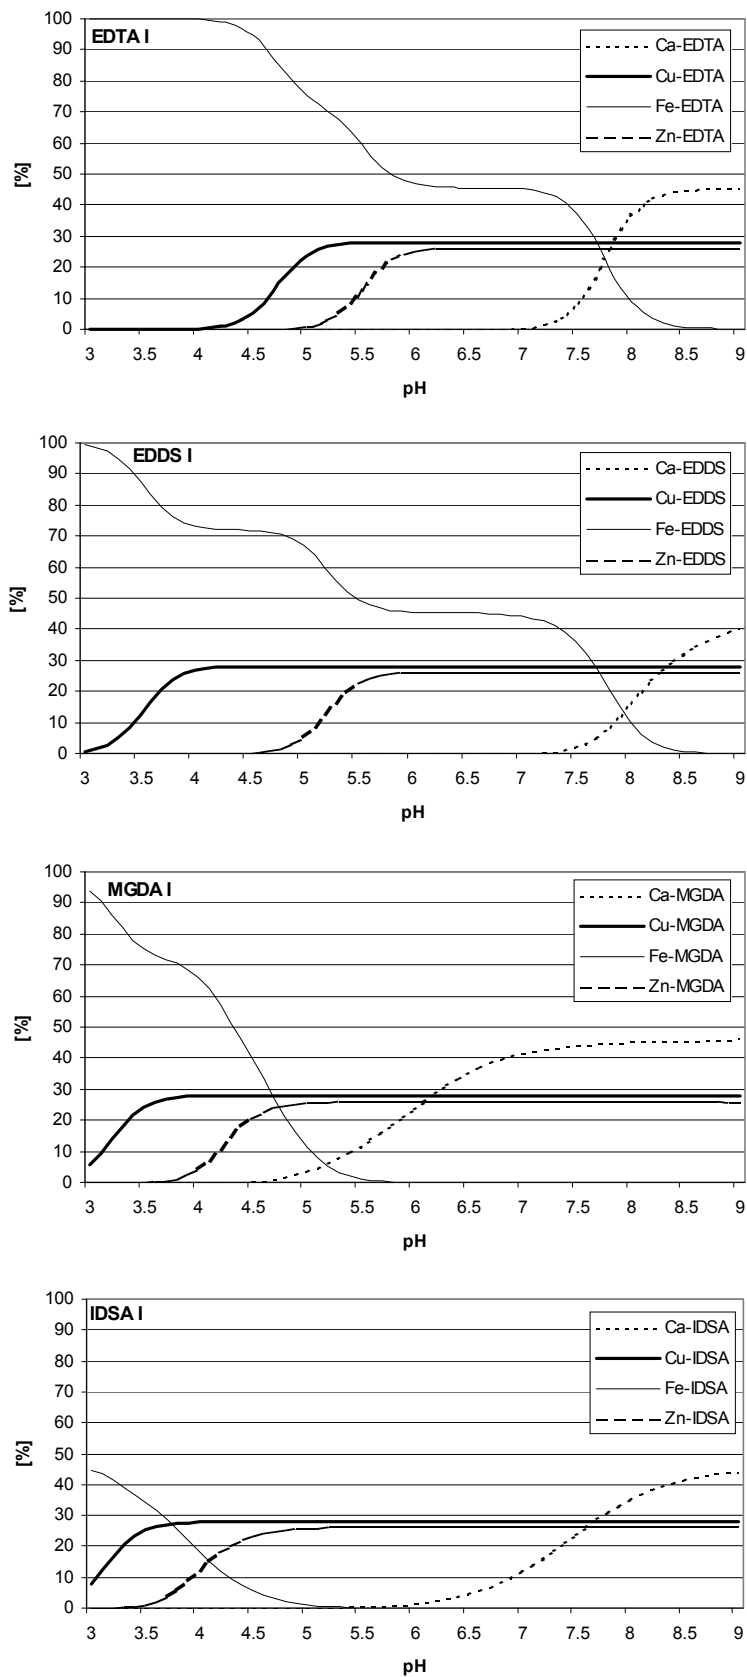 EDTA I
Ca-EDTA
Cu-EDTA
Fe-EDTA
Zn-EDTA
[%]
100
90
80
70
60
50
40
30
20
10
0
3 3.5 4 4.5 5 5.5 6 6.5 7 7.5 8 8.5 9
pH
EDDS I
Ca-EDDS
Cu-EDDS
Fe-EDDS
Zn-EDDS
[%]
100
90
80
70
60
50
40
30
20
10
0
3 3.5 4 4.5 5 5.5 6 6.5 7 7.5 8 8.5 9
pH
MGDA I
Ca-MGDA
Cu-MGDA
Fe-MGDA
Zn-MGDA
[%]
100
90
80
70
60
50
40
30
20
10
0
3 3.5 4 4.5 5 5.5 6 6.5 7 7.5 8 8.5 9
pH
IDSA I
Ca-IDSA
Cu-IDSA
Fe-IDSA
Zn-IDSA
[%]
100
90
80
70
60
50
40
30
20
10
0
3 3.5 4 4.5 5 5.5 6 6.5 7 7.5 8 8.5 9
pH